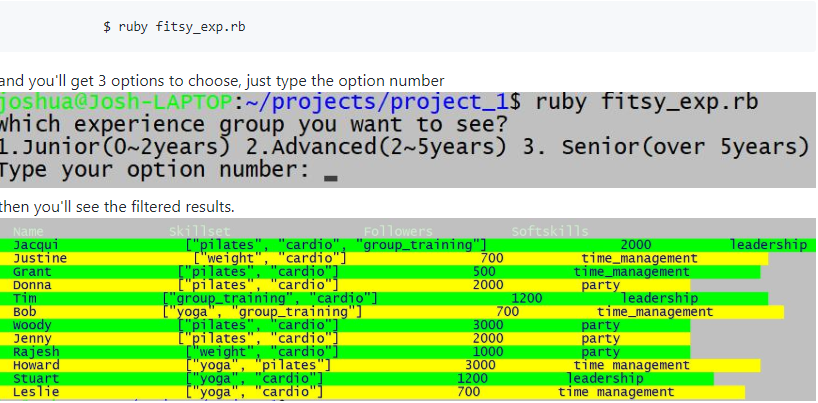 $ ruby fitsy_exp.rb
and you'll get 3 options to choose, just type the option number
joshua@Josh-LAPTOP:~/projects/project_1$ ruby fitsy_exp.rb
Which experience group you want to see?
1.Junior(0~2years) 2.Advanced(2~5years) 3. Senior(over 5years)
Type your option number: _
then you'll see the filtered results.
Name Skillset Followers Softskills
Jacqui ["pilates", "cardio", "group_training"] 2000 leadership
Justine ["weight", "cardio"] 700 time_management
Grant ["pilates", "cardio"] 500 time_management
Donna ["pilates", "cardio"] 2000 party
Tim ["group_training", "cardio"] 1200 leadership
Bob ["yoga", "group_training"] 700 time_management
Woody ["pilates", "cardio"] 3000 party
Jenny ["pilates", "cardio"] 2000 party
Rajesh ["weight", "cardio"] 1000 party
Howard ["yoga", "pilates"] 3000 time_management
Stuart ["yoga", "cardio"] 1200 leadership
Leslie ["yoga", "cardio"] 700 time_management